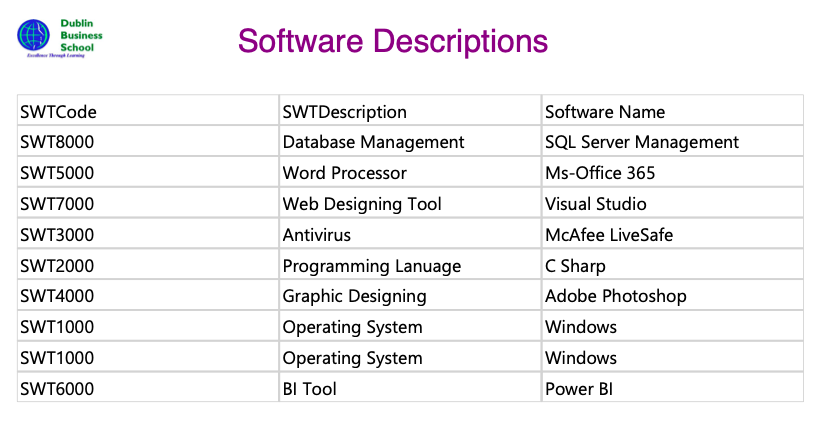 Dublin
Business
School
Excellence Through Learning
Software Descriptions
SWTCode SWTDescription Software Name
SWT8000 Database Management SQL Server Management
SWT5000 Word Processor Ms-Office 365
SWT7000 Web Designing Tool Visual Studio
SWT3000 Antivirus McAfee LiveSafe
SWT2000 Programming Lanuage C Sharp
SWT4000 Graphic Designing Adobe Photoshop
SWT1000 Operating System Windows
SWT1000 Operating System Windows
SWT6000 BI Tool Power BI